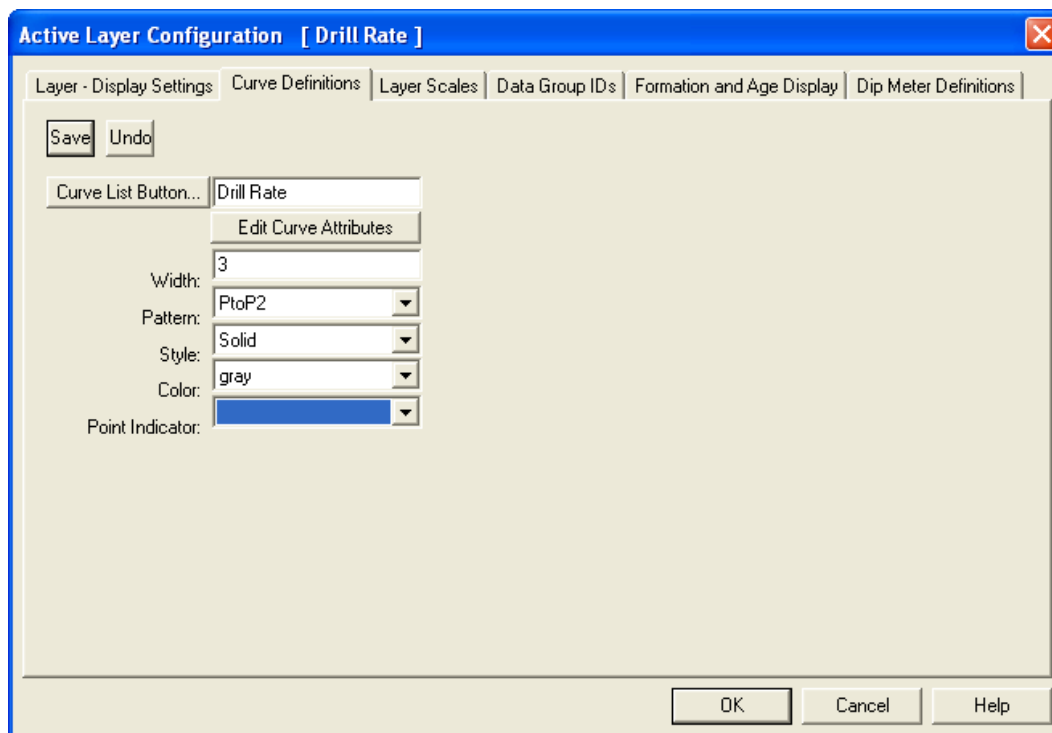 Active Layer Configuration [ Drill Rate ]
Layer - Display Settings Curve Definitions Layer Scales Data Group IDs Formation and Age Display Dip Meter Definitions
Save Undo
Curve List Button... Drill Rate
Edit Curve Attributes
Width: 3
Pattern: PtoP2
Style: Solid
Color: gray
Point Indicator:
OK Cancel Help